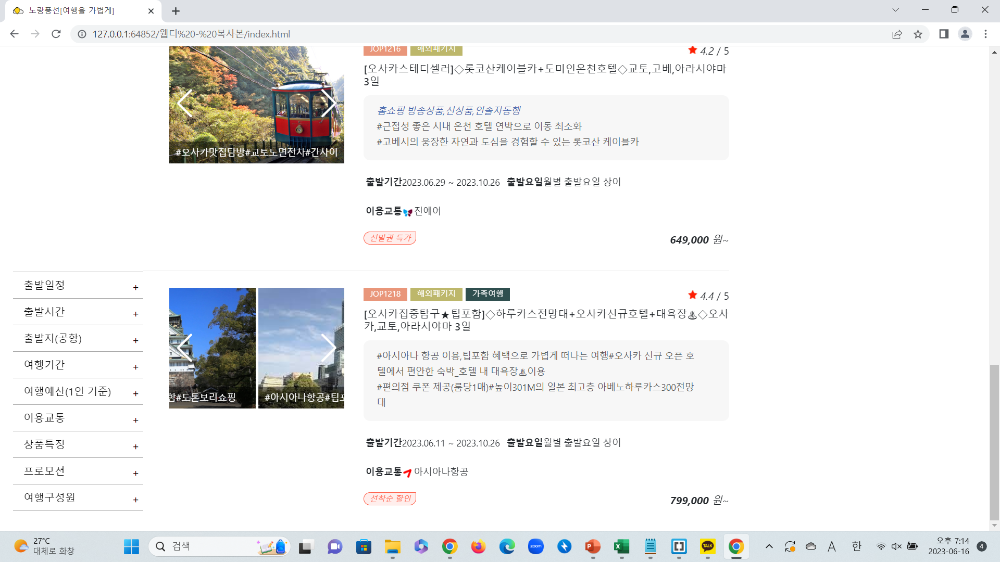 노랑풍선[여행을 가볍게]
127.0.0.1:64852/웹디%20-%20복사본/index.html
JOP1216 해외패키지
4.2 / 5
[오사카스테디셀러]◇롯코산케이블카+도미인온천호텔◇교토,고베,아라시야마
3일
홈쇼핑 방송상품,신상품,인솔자동행
#근접성 좋은 시내 온천 호텔 연박으로 이동 최소화
#고베시의 웅장한 자연과 도심을 경험할 수 있는 롯코산 케이블카
#오사카맛집탐방#교토노면전차#간사이
출발기간2023.06.29 ~ 2023.10.26 출발요일월별 출발요일 상이
이용교통 진에어
선발권 특가
649,000 원~
출발일정 +
출발시간 +
출발지(공항) +
여행기간 +
여행예산(1인 기준) +
이용교통 +
상품특징 +
프로모션 +
여행구성원 +
JOP1218 해외패키지 가족여행
4.4 / 5
[오사카집중탐구★팁포함]◇하루카스전망대+오사카신규호텔+대욕장♨◇오사
카,교토,아라시야마 3일
#아시아나 항공 이용,팁포함 혜택으로 가볍게 떠나는 여행#오사카 신규 오픈 호
텔에서 편안한 숙박_호텔 내 대욕장♨이용
#편의점 쿠폰 제공(룸당1매)#높이301M의 일본 최고층 아베노하루카스300전망
대
함#도톤보리쇼핑
#아시아나항공#팁포
출발기간2023.06.11 ~ 2023.10.26 출발요일월별 출발요일 상이
이용교통 아시아나항공
선착순 할인
799,000 원~
27°C
대체로 화창
검색
zoom
TALK
A
한
오후 7:14
2023-06-16
4